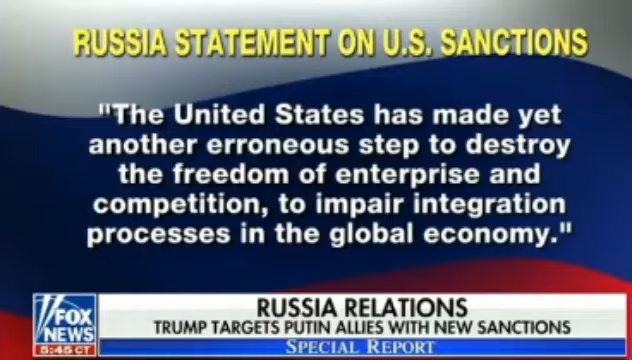 RUSSIA STATEMENT ON U.S. SANCTIONS
"The United States has made yet
another erroneous step to destroy
the freedom of enterprise and
competition, to impair integration
processes in the global economy."
RUSSIA RELATIONS
TRUMP TARGETS PUTIN ALLIES WITH NEW SANCTIONS
SPECIAL REPORT
FOX
NEWS
5:45 CT